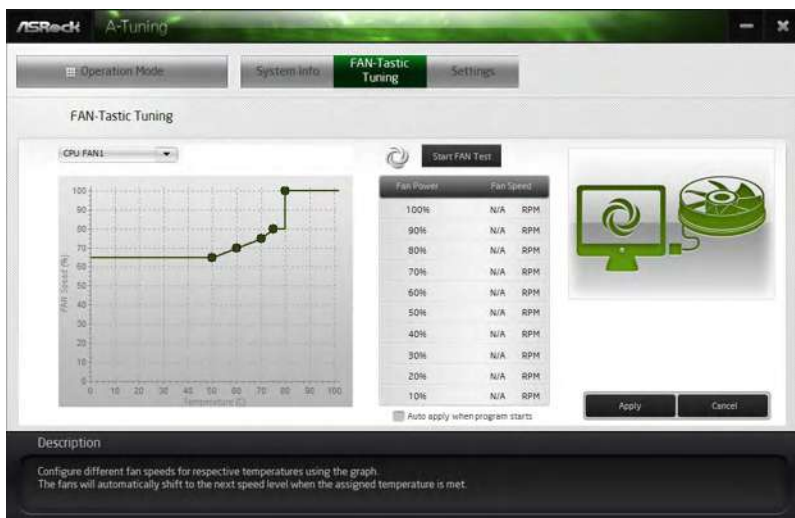 ASRock A-Tuning
Operation Mode
System Info
FAN-Tastic
Tuning
Settings
FAN-Tastic Tuning
CPU FAN1
Start FAN Test
FAN Speed (%)
100
90
80
70
60
50
40
30
20
10
0
0 10 20 30 40 50 60 70 80 90 100
Temperature (C)
Fan Power Fan Speed
100% N/A RPM
90% N/A RPM
80% N/A RPM
70% N/A RPM
60% N/A RPM
50% N/A RPM
40% N/A RPM
30% N/A RPM
20% N/A RPM
10% N/A RPM
Auto apply when program starts
Apply
Cancel
Description
Configure different fan speeds for respective temperatures using the graph.
The fans will automatically shift to the next speed level when the assigned temperature is met.